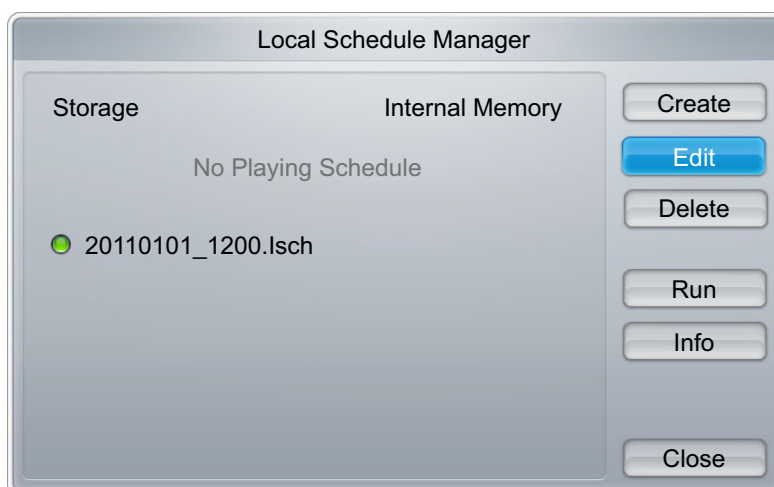 Local Schedule Manager
Storage Internal Memory
No Playing Schedule
20110101_1200.lsch
Create
Edit
Delete
Run
Info
Close